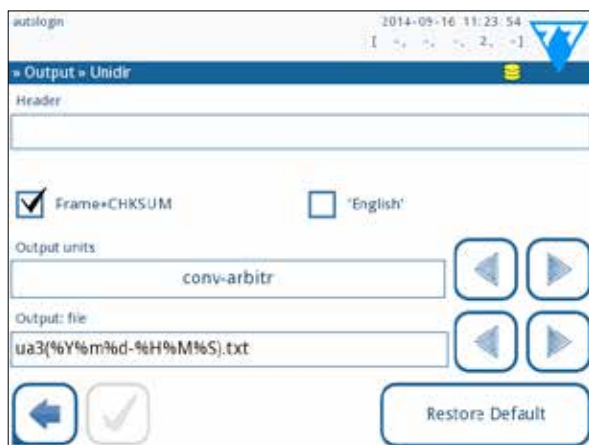 autologin 2014-09-16 11:23:54
[ -, -, -, 2, -]
» Output » Unidir
Header
Frame+CHKSUM 'English'
Output units
conv-arbitr
Output: file
ua3(%Y%m%d-%H%M%S).txt
Restore Default